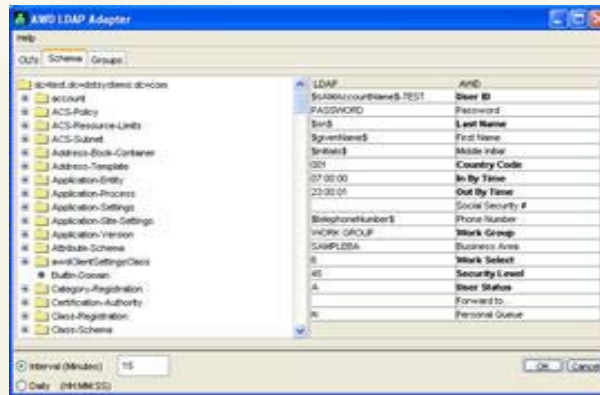 AWD LDAP Adapter
Help
OUs Schema Groups
dc=test,dc=dstsystems,dc=com
account
ACS-Policy
ACS-Resource-Limits
ACS-Subnet
Address-Book-Container
Address-Template
Application-Entity
Application-Process
Application-Settings
Application-Site-Settings
Application-Version
Attribute-Schema
awdClientSettingsClass
Builtin-Domain
Category-Registration
Certification-Authority
Class-Registration
Class-Schema
LDAP AWD
$sAMAccountName$-TEST User ID
PASSWORD Password
$sn$ Last Name
$givenName$ First Name
$initials$ Middle Initial
001 Country Code
07:00:00 In By Time
23:00:01 Out By Time
Social Security #
$telephoneNumber$ Phone Number
WORK GROUP Work Group
SAMPLEBA Business Area
Work Select
45 Security Level
A User Status
Forward to...
N Personal Queue
Interval (Minutes) 15
Daily (HH:MM:SS)
OK Cancel